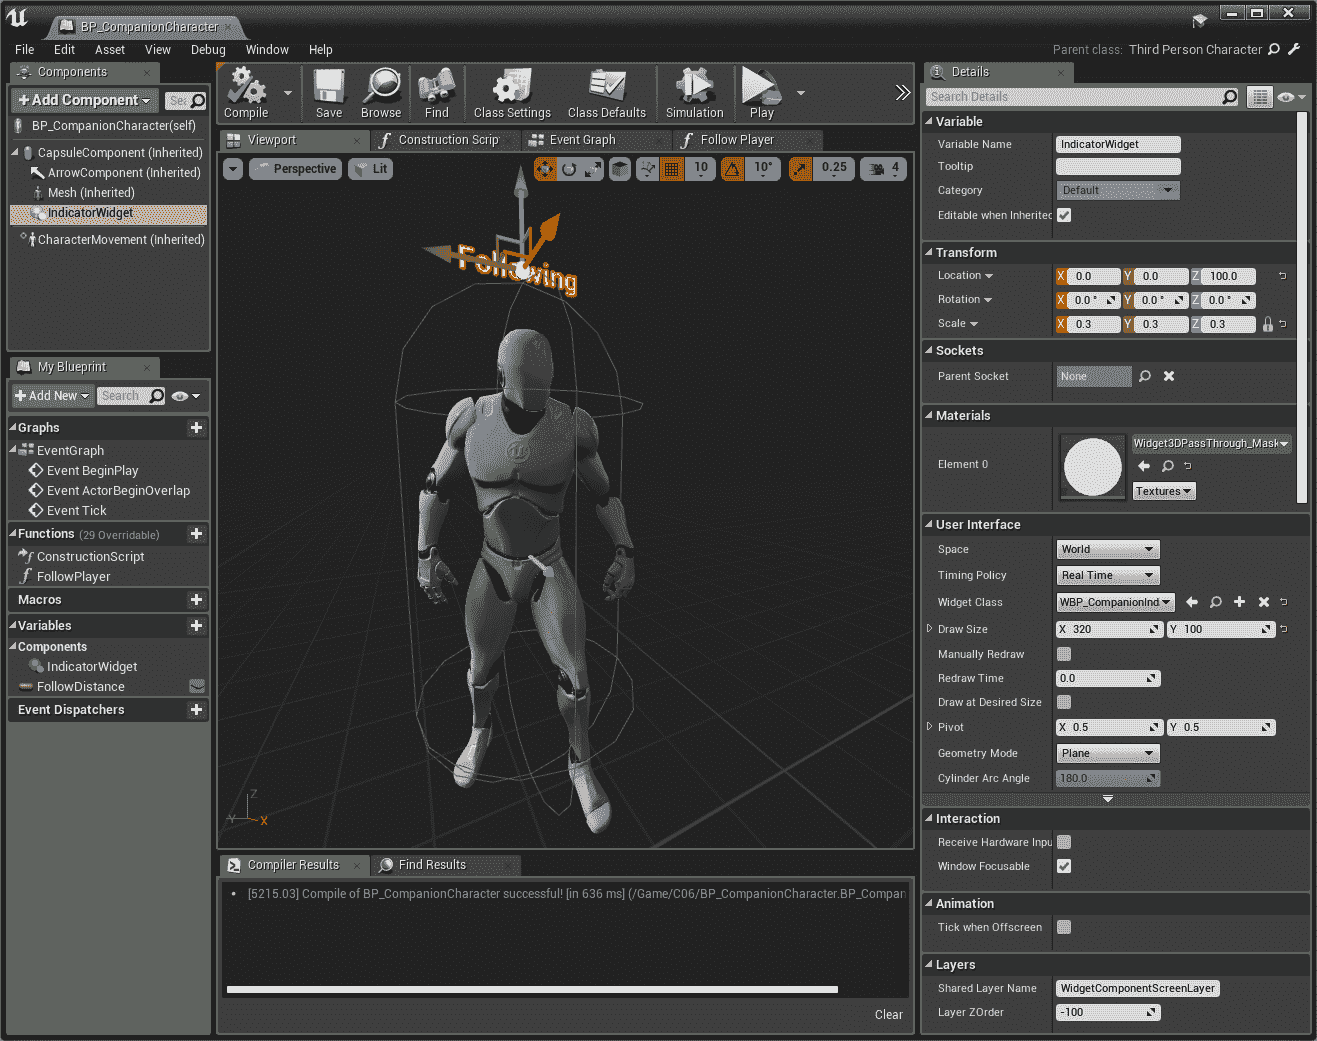 BP_CompanionCharacter
File Edit Asset View Debug Window Help
Parent class: Third Person Character
Components
+Add Component
Sea
BP_CompanionCharacter(self)
CapsuleComponent (Inherited)
ArrowComponent (Inherited)
Mesh (Inherited)
IndicatorWidget
CharacterMovement (Inherited)
My Blueprint
+Add New
Search
Graphs
EventGraph
Event BeginPlay
Event ActorBeginOverlap
Event Tick
Functions (29 Overridable)
ConstructionScript
FollowPlayer
Macros
Variables
Components
IndicatorWidget
FollowDistance
Event Dispatchers
Compile Save Browse Find Class Settings Class Defaults Simulation Play
Viewport Construction Scrip Event Graph Follow Player
Perspective Lit 10 10° 0.25 4
Following
Z
Y
X
Compiler Results Find Results
[5215.03] Compile of BP_CompanionCharacter successful! [in 636 ms] (/Game/C06/BP_CompanionCharacter.BP_Compan
Clear
Details
Search Details
Variable
Variable Name IndicatorWidget
Tooltip
Category Default
Editable when Inherited
Transform
Location X 0.0 Y 0.0 Z 100.0
Rotation X 0.0 ° Y 0.0 ° Z 0.0 °
Scale X 0.3 Y 0.3 Z 0.3
Sockets
Parent Socket None
Materials
Element 0 Widget3DPassThrough_Mask
Textures
User Interface
Space World
Timing Policy Real Time
Widget Class WBP_CompanionInd
Draw Size X 320 Y 100
Manually Redraw
Redraw Time 0.0
Draw at Desired Size
Pivot X 0.5 Y 0.5
Geometry Mode Plane
Cylinder Arc Angle 180.0
Interaction
Receive Hardware Inpu
Window Focusable
Animation
Tick when Offscreen
Layers
Shared Layer Name WidgetComponentScreenLayer
Layer ZOrder -100